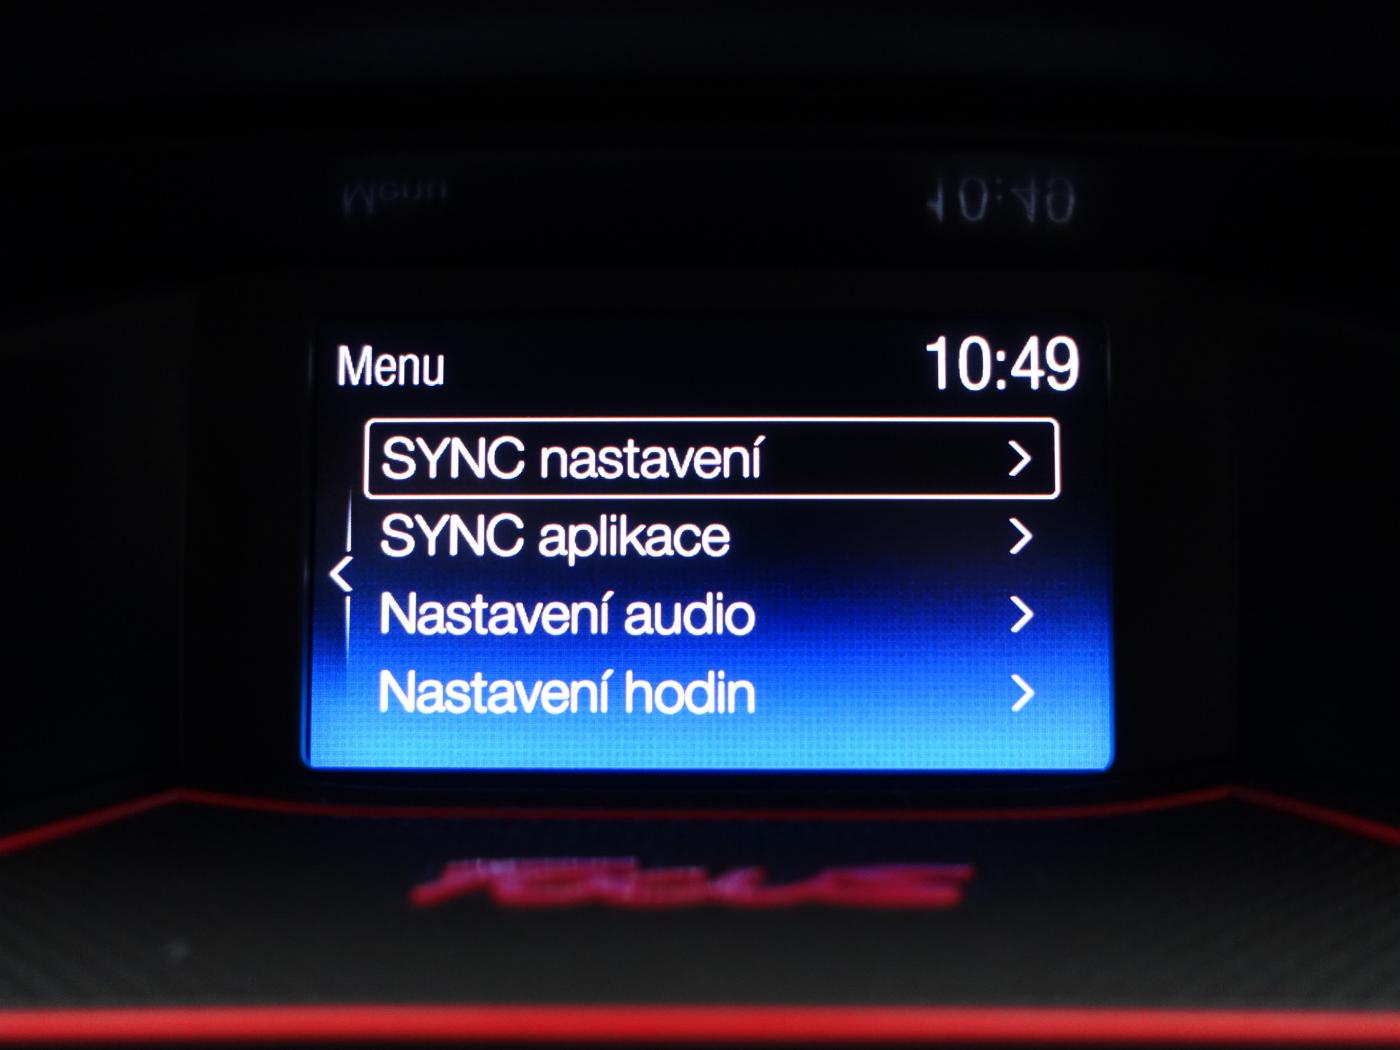 Menu
10:49
SYNC nastavení
SYNC aplikace
Nastavení audio
Nastavení hodin